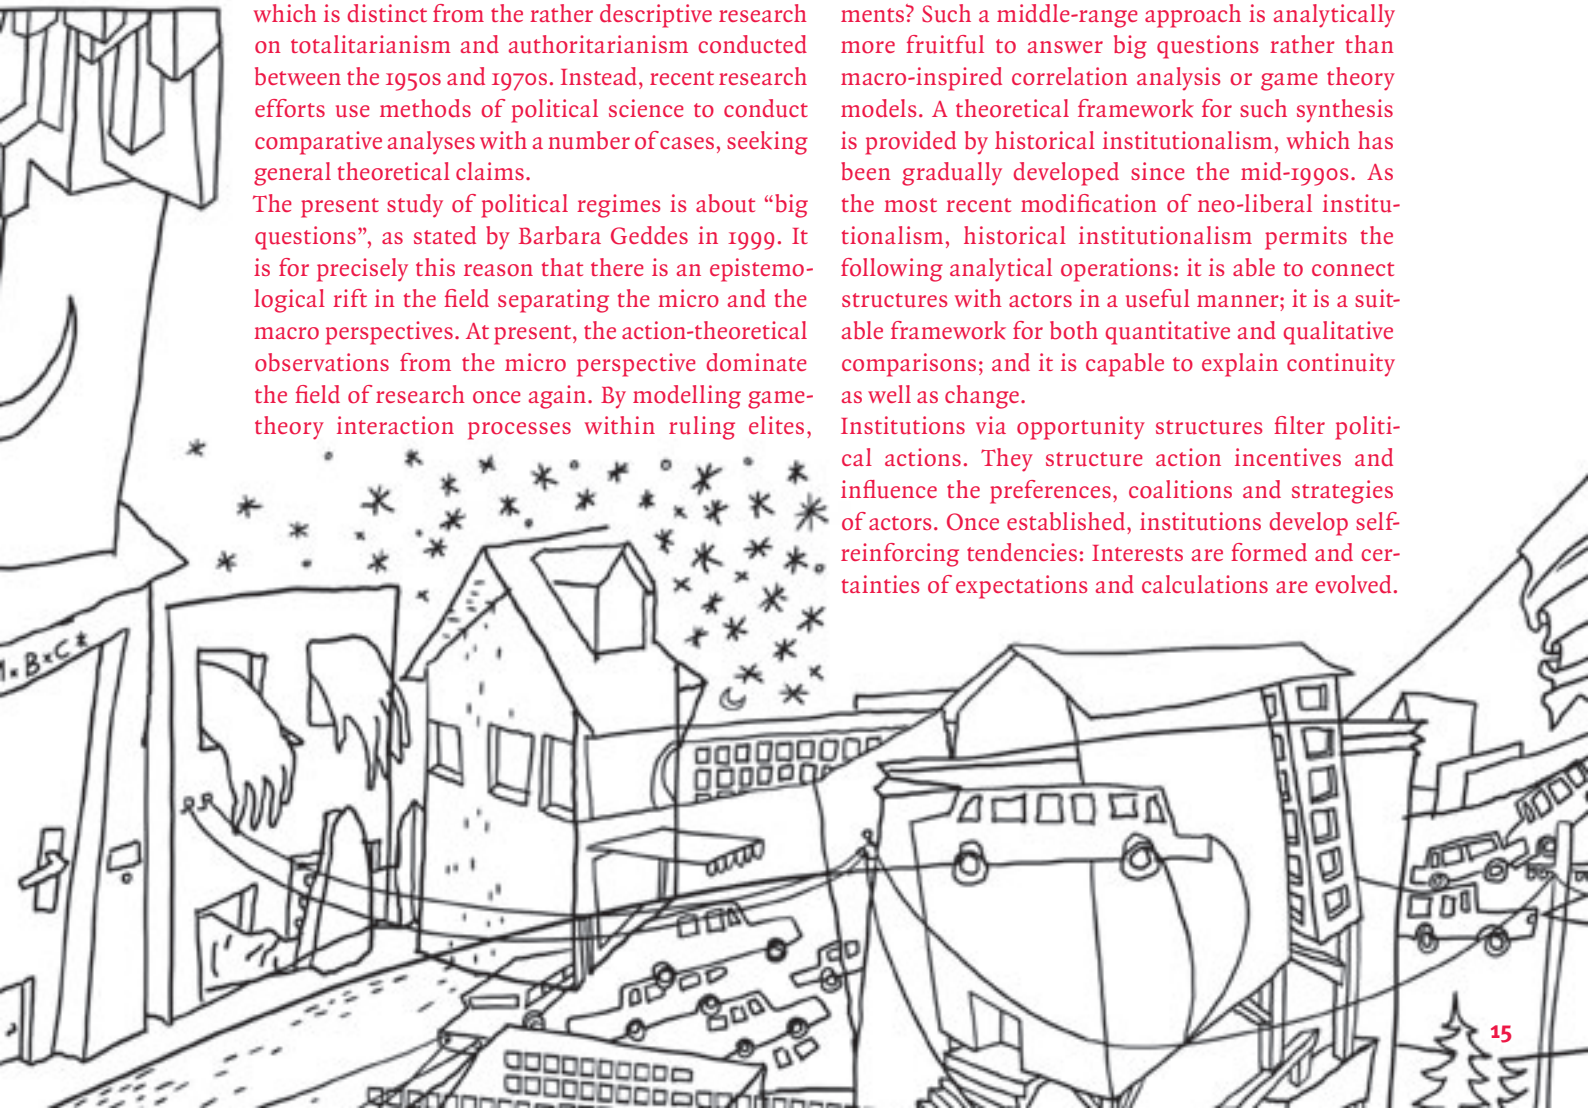 which is distinct from the rather descriptive research
on totalitarianism and authoritarianism conducted
between the 1950s and 1970s. Instead, recent research
efforts use methods of political science to conduct
comparative analyses with a number of cases, seeking
general theoretical claims.
The present study of political regimes is about “big
questions”, as stated by Barbara Geddes in 1999. It
is for precisely this reason that there is an epistemo-
logical rift in the field separating the micro and the
macro perspectives. At present, the action-theoretical
observations from the micro perspective dominate
the field of research once again. By modelling game-
theory interaction processes within ruling elites,
ments? Such a middle-range approach is analytically
more fruitful to answer big questions rather than
macro-inspired correlation analysis or game theory
models. A theoretical framework for such synthesis
is provided by historical institutionalism, which has
been gradually developed since the mid-1990s. As
the most recent modification of neo-liberal institu-
tionalism, historical institutionalism permits the
following analytical operations: it is able to connect
structures with actors in a useful manner; it is a suit-
able framework for both quantitative and qualitative
comparisons; and it is capable to explain continuity
as well as change.
Institutions via opportunity structures filter politi-
cal actions. They structure action incentives and
influence the preferences, coalitions and strategies
of actors. Once established, institutions develop self-
reinforcing tendencies: Interests are formed and cer-
tainties of expectations and calculations are evolved.
B×C*
15